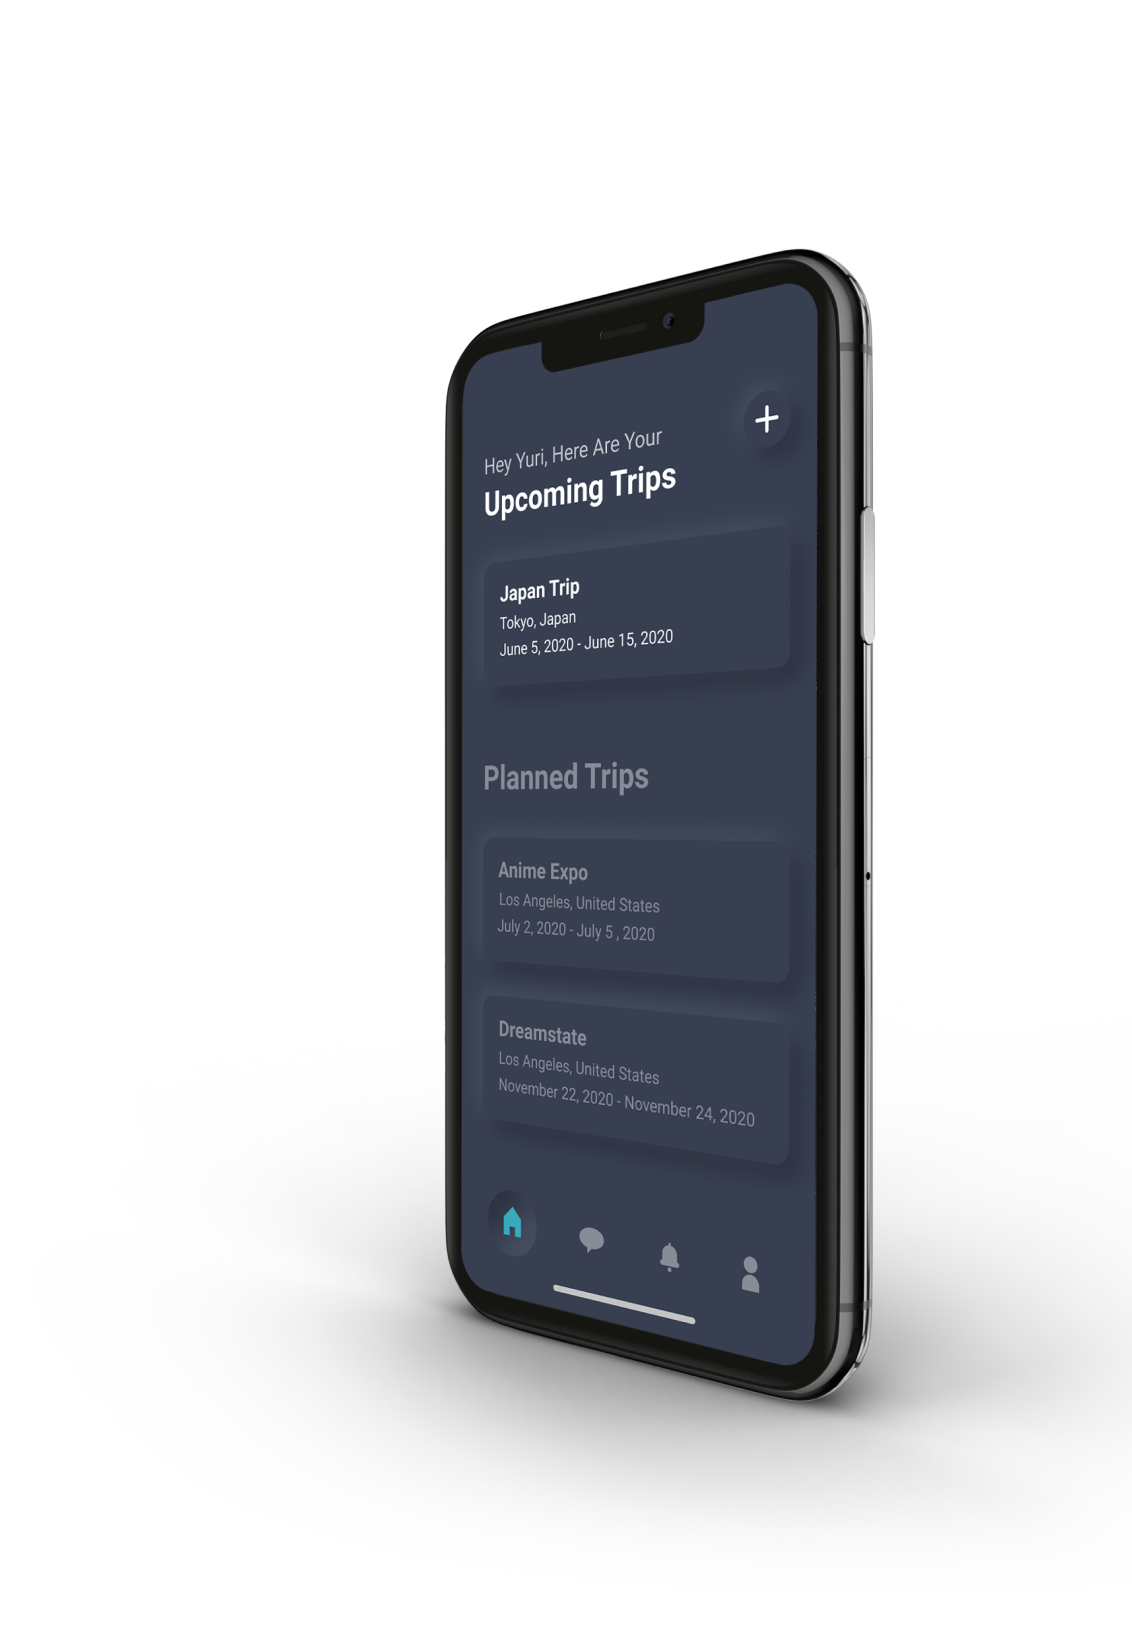 Hey Yuri, Here Are Your
Upcoming Trips
Japan Trip
Tokyo, Japan
June 5, 2020 - June 15, 2020
Planned Trips
Anime Expo
Los Angeles, United States
July 2, 2020 - July 5 , 2020
Dreamstate
Los Angeles, United States
November 22, 2020 - November 24, 2020